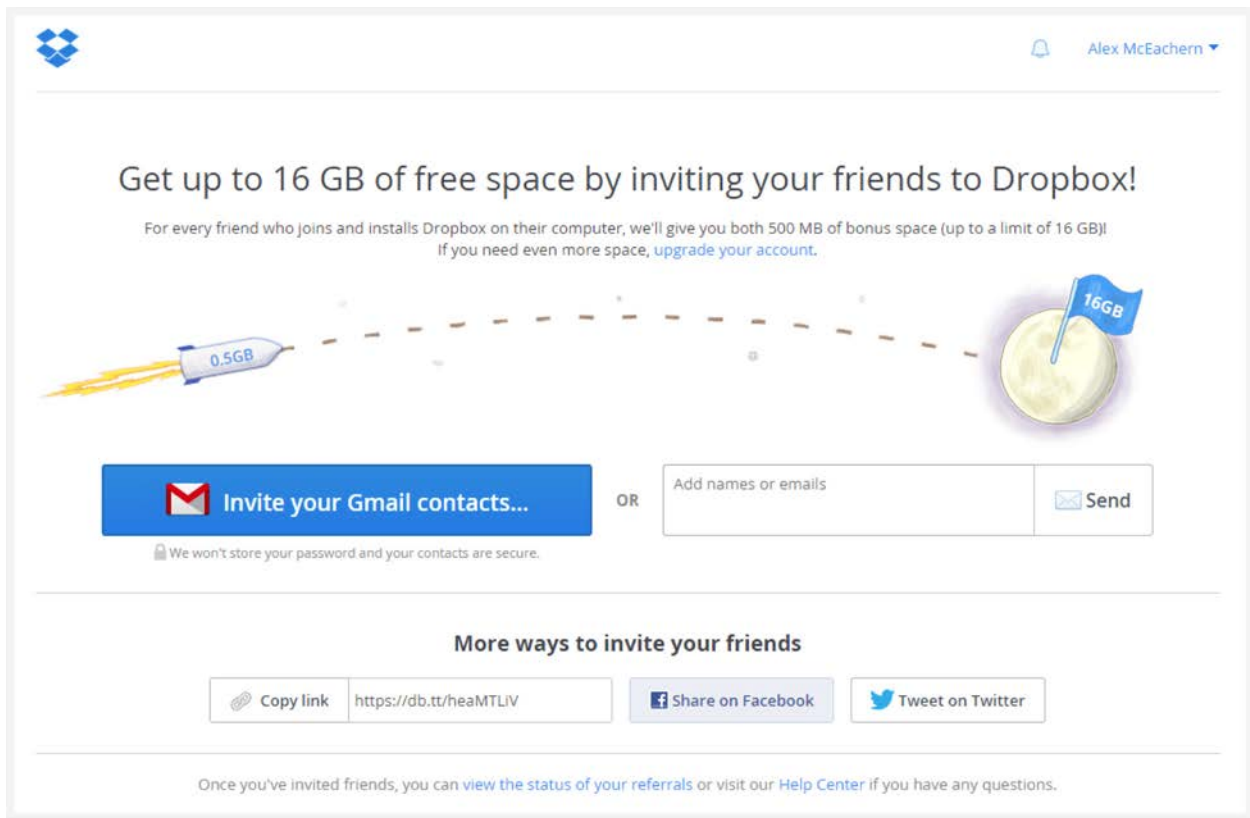 Alex McEachern
Get up to 16 GB of free space by inviting your friends to Dropbox!
For every friend who joins and installs Dropbox on their computer, we'll give you both 500 MB of bonus space (up to a limit of 16 GB)!
If you need even more space, upgrade your account.
16GB
0.5GB
Invite your Gmail contacts...
OR
Add names or emails
Send
We won't store your password and your contacts are secure.
More ways to invite your friends
Copy link
https://db.tt/heaMTLiV
Share on Facebook
Tweet on Twitter
Once you've invited friends, you can view the status of your referrals or visit our Help Center if you have any questions.